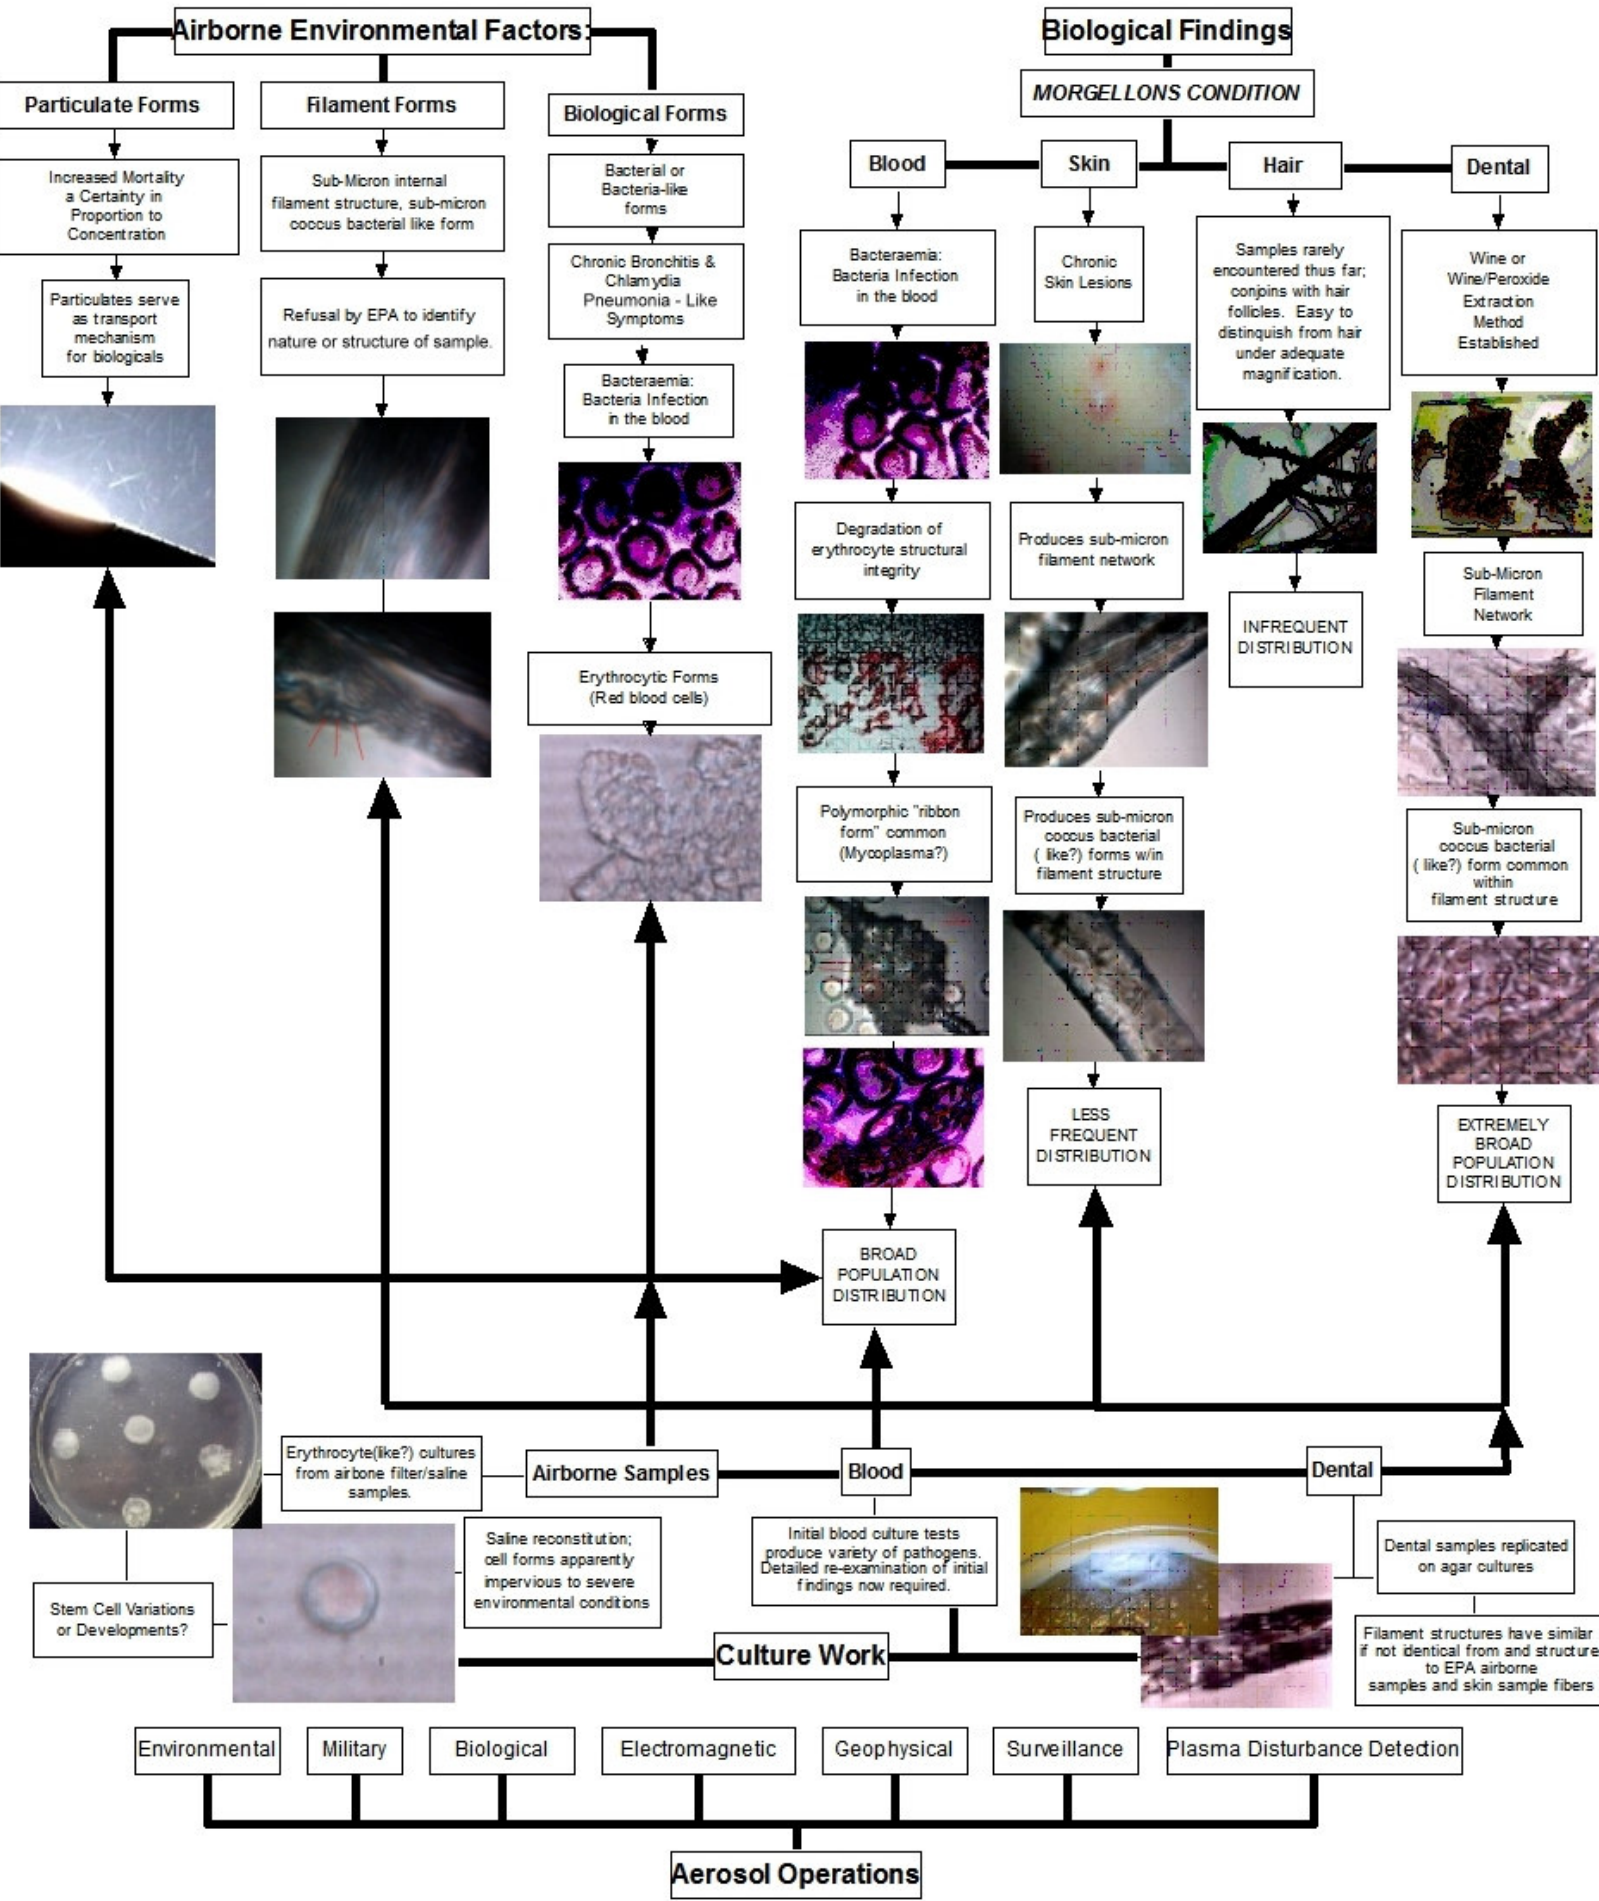 Airborne Environmental Factors:
Particulate Forms
Increased Mortality
a Certainty in
Proportion to
Concentration
Particulates serve
as transport
mechanism
for biologicals
Filament Forms
Sub-Micron internal
filament structure, sub-micron
coccus bacterial like form
Refusal by EPA to identify
nature or structure of sample.
Biological Forms
Bacterial or
Bacteria-like
forms
Chronic Bronchitis &
Chlamydia
Pneumonia - Like
Symptoms
Bacteraemia:
Bacteria Infection
in the blood
Erythrocytic Forms
(Red blood cells)
Biological Findings
MORGELLONS CONDITION
Blood
Bacteraemia:
Bacteria Infection
in the blood
Degradation of
erythrocyte structural
integrity
Polymorphic "ribbon
form" common
(Mycoplasma?)
BROAD
POPULATION
DISTRIBUTION
Skin
Chronic
Skin Lesions
Produces sub-micron
filament network
Produces sub-micron
coccus bacterial
( like?) forms w/in
filament structure
LESS
FREQUENT
DISTRIBUTION
Hair
Samples rarely
encountered thus far;
conjoins with hair
follicles. Easy to
distinquish from hair
under adequate
magnification.
INFREQUENT
DISTRIBUTION
Dental
Wine or
Wine/Peroxide
Extraction
Method
Established
Sub-Micron
Filament
Network
Sub-micron
coccus bacterial
( like?) form common
within
filament structure
EXTREMELY
BROAD
POPULATION
DISTRIBUTION
Erythrocyte(like?) cultures
from airbone filter/saline
samples.
Airborne Samples
Blood
Dental
Saline reconstitution;
cell forms apparently
impervious to severe
environmental conditions
Initial blood culture tests
produce variety of pathogens.
Detailed re-examination of initial
findings now required.
Dental samples replicated
on agar cultures
Stem Cell Variations
or Developments?
Filament structures have similar
if not identical from and structure
to EPA airborne
samples and skin sample fibers
Culture Work
Environmental
Military
Biological
Electromagnetic
Geophysical
Surveillance
Plasma Disturbance Detection
Aerosol Operations